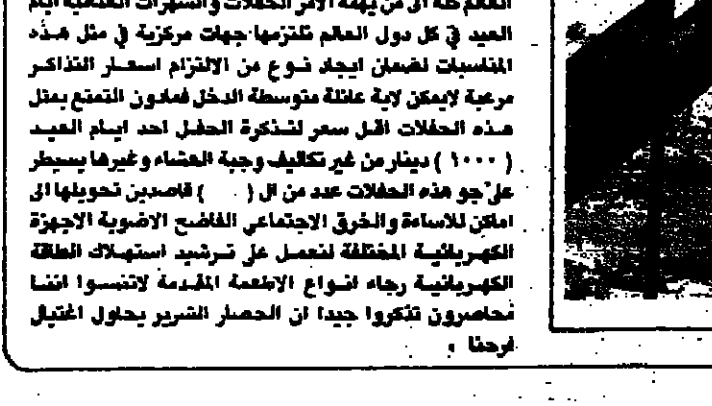 العالم كله الى من يهمه الامر الحفلات والسهرات الغنائية ايام
العيد في كل دول العالم تلتزمها جهات مركزية في مثل هذه
المناسبات لضمان ايجاد نوع من الالتزام اسعار التذاكر
مرعبة لايمكن لاية عائلة متوسطة الدخل فمادون التمتع بمثل
هذه الحفلات اقل سعر لتذكرة الحفل احد ايام العيد
( ١٠٠٠ ) دينار من غير تكاليف وجبة العشاء وغيرها يسيطر
على جو هذه الحفلات عدد من ال ( . ) قاصدين تحويلها الى
اماكن للاساءة والخرق الاجتماعي الفاضح الاضوية الاجهزة
الكهربائية المختلفة لنعمل على ترشيد استهلاك الطاقة
الكهربائية رجاء انواع الاطعمة المقدمة لاتنسوا اننا
محاصرون تذكروا جيدا ان الحصار الشرير يحاول اغتيال
فرحنا ،